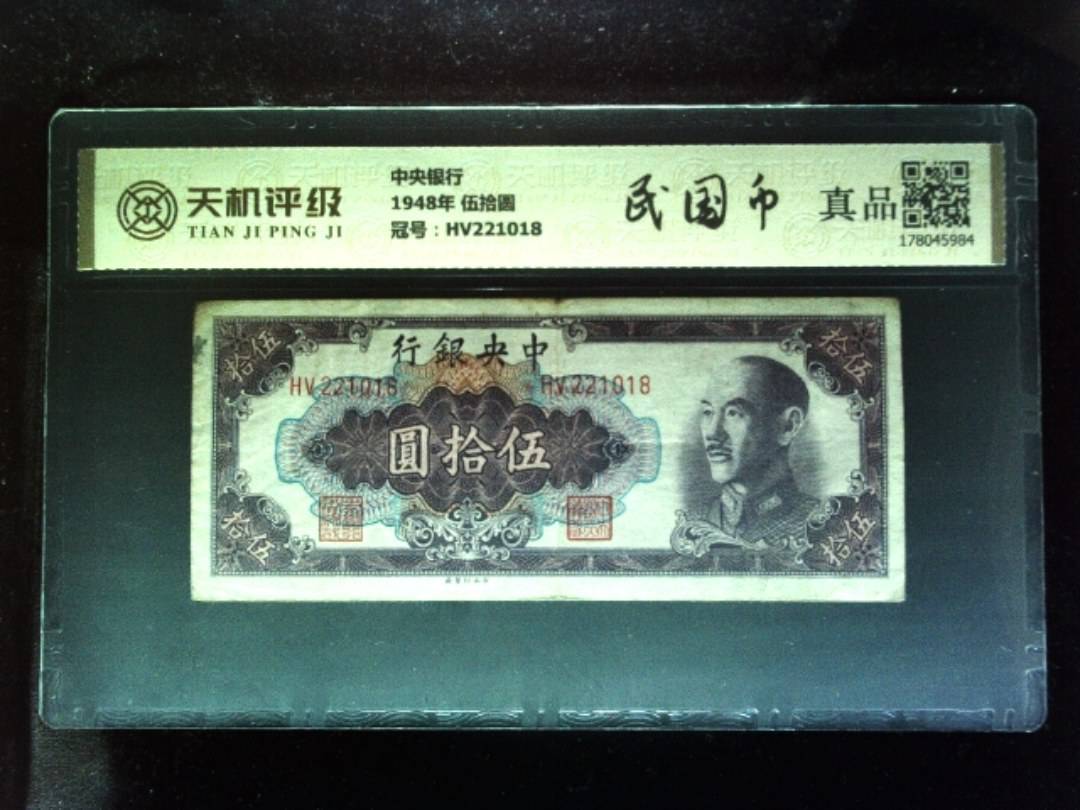 天机评级
TIAN JI PING JI
中央银行
1948年 伍拾圆
冠号：HV221018
民国币
真品
178045984
行銀央中
HV221018 HV221018
圓拾伍
拾伍
拾伍
拾伍
拾伍